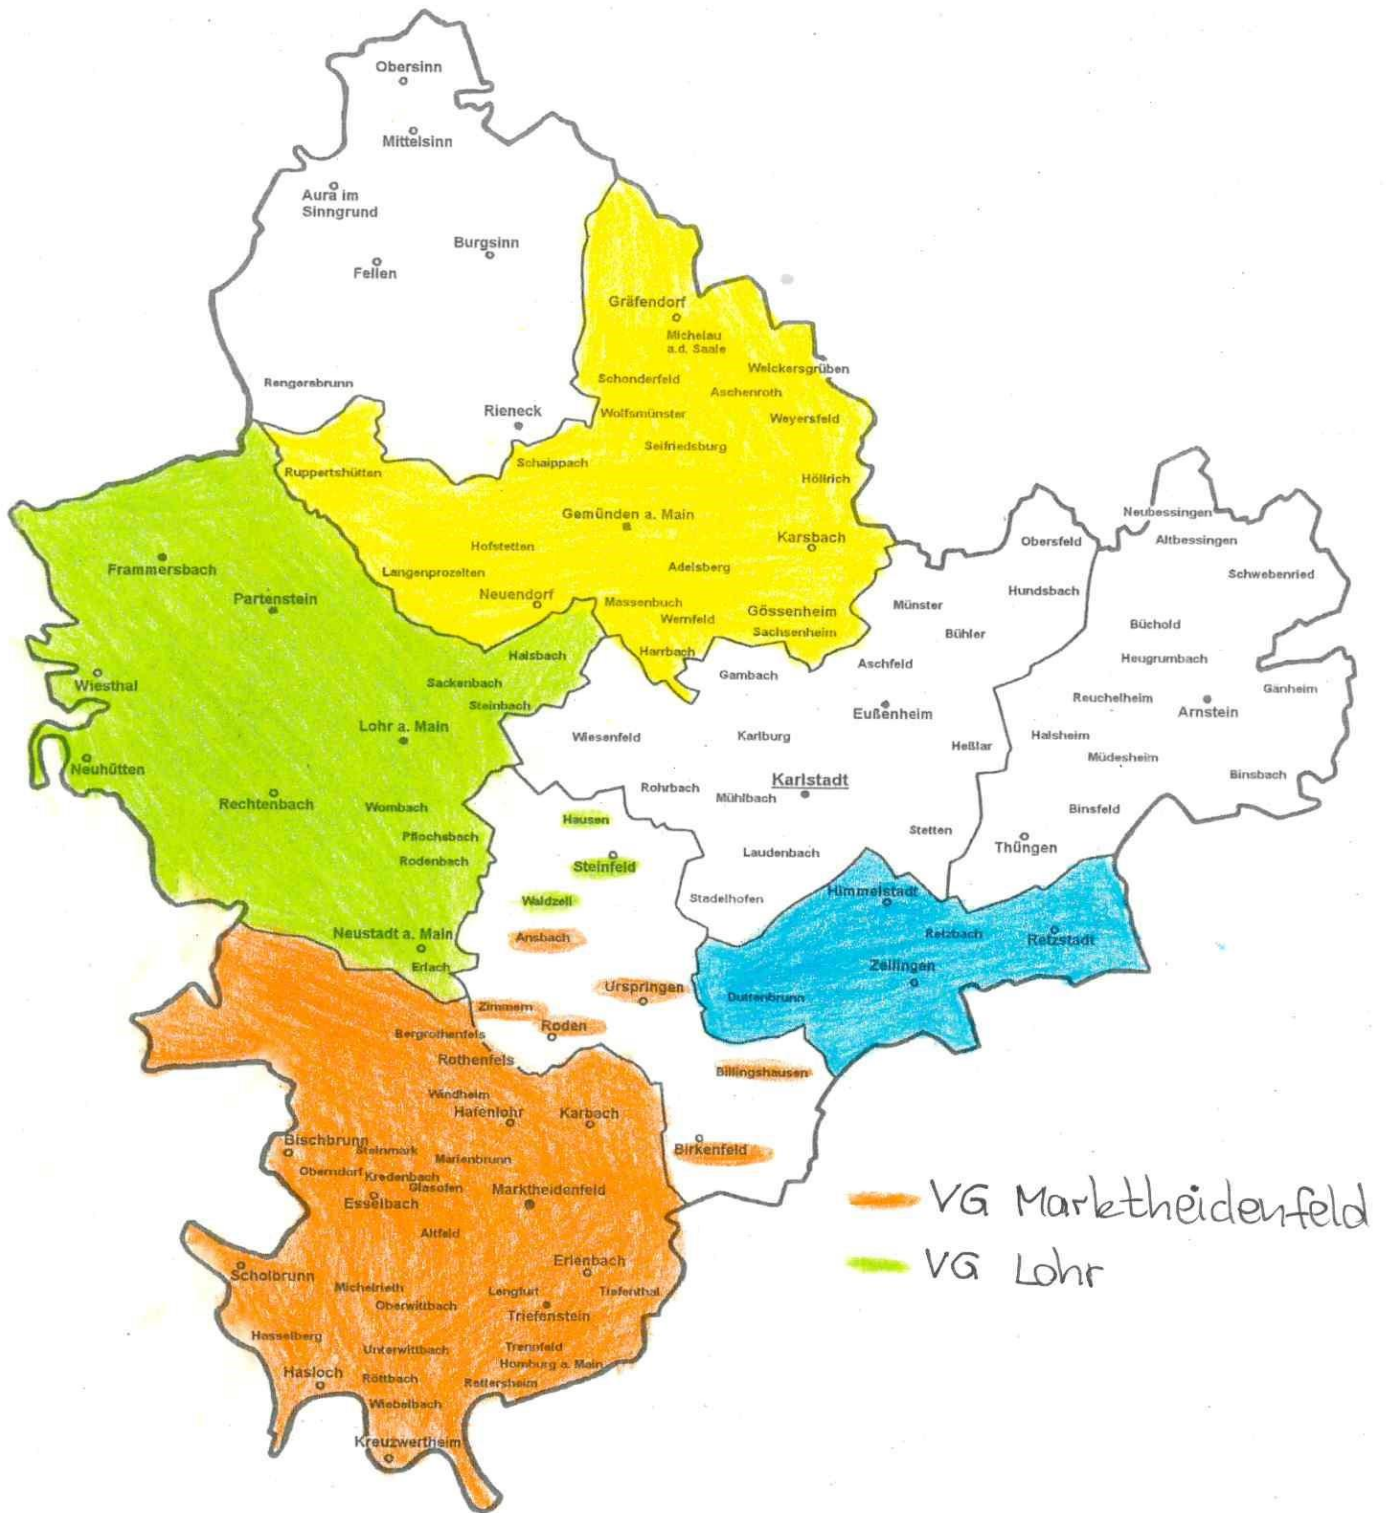 Obersinn
Mittelsinn
Aura im
Sinngrund
Burgsinn
Fellen
Gräfendorf
Michelau
a.d. Saale
Welckersgrüben
Rengersbrunn
Schonderfeld
Aschenroth
Rieneck
Wolfsmünster
Weyersfeld
Seifriedsburg
Ruppertshütten
Schaippach
Höllrich
Gemünden a. Main
Neubessingen
Karsbach
Obersfeld
Altbessingen
Hofstetten
Frammersbach
Langenprozelten
Adelsberg
Schwebenried
Partenstein
Neuendorf
Massenbuch
Gössenheim
Münster
Hundsbach
Wernfeld
Sachsenheim
Bühler
Büchold
Halsbach
Harrbach
Aschfeld
Heugrumbach
Wiesthal
Sackenbach
Gambach
Gänheim
Steinbach
Reuchelheim
Lohr a. Main
Eußenheim
Arnstein
Wiesenfeld
Karlburg
Heßlar
Halsheim
Neuhütten
Müdesheim
Karlstadt
Binsbach
Rechtenbach
Wombach
Rohrbach
Mühlbach
Binsfeld
Hausen
Pflochsbach
Stetten
Thüngen
Rodenbach
Steinfeld
Laudenbach
Waldzell
Stadelhofen
Himmelstadt
Neustadt a. Main
Ansbach
Retzbach
Retzstadt
Erlach
Zellingen
Urspringen
Duttenbrunn
Zimmern
Bergrothenfels
Roden
Rothenfels
Billingshausen
Windheim
Hafenlohr
Karbach
Bischbrunn
Steinmark
Marienbrunn
Birkenfeld
Oberndorf
Kredenbach
Glasofen
Marktheidenfeld
Esselbach
VG Marktheidenfeld
Altfeld
Erlenbach
VG Lohr
Schollbrunn
Michelrieth
Lengfurt
Tiefenthal
Oberwittbach
Triefenstein
Hasselberg
Unterwittbach
Trennfeld
Homburg a. Main
Hasloch
Röttbach
Rettersheim
Wiebelbach
Kreuzwertheim